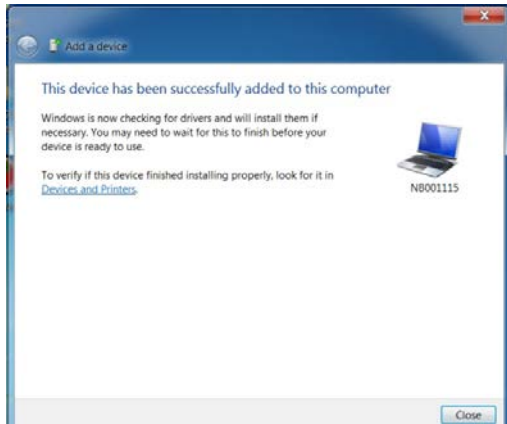 Add a device
This device has been successfully added to this computer
Windows is now checking for drivers and will install them if
necessary. You may need to wait for this to finish before your
device is ready to use.
To verify if this device finished installing properly, look for it in
Devices and Printers.
NB001115
Close